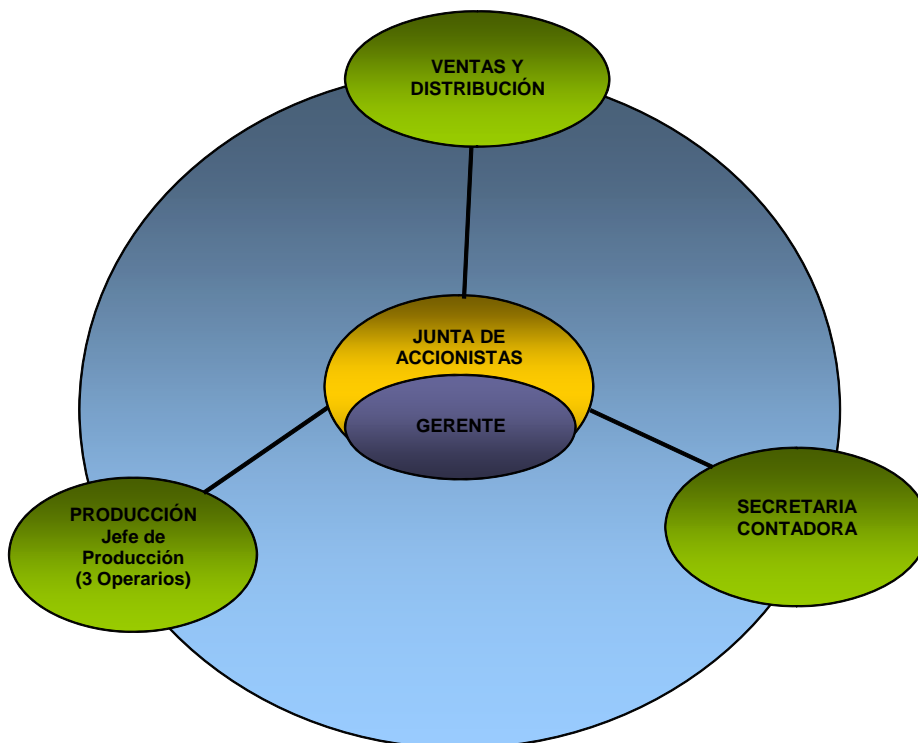 VENTAS Y
DISTRIBUCIÓN
JUNTA DE
ACCIONISTAS
GERENTE
PRODUCCIÓN
Jefe de
Producción
(3 Operarios)
SECRETARIA
CONTADORA